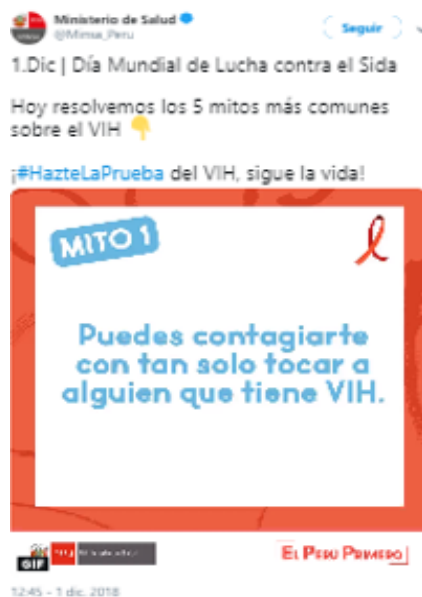 Ministerio de Salud
@Minsa_Peru
Seguir
1.Dic | Día Mundial de Lucha contra el Sida
Hoy resolvemos los 5 mitos más comunes
sobre el VIH
¡#HazteLaPrueba del VIH, sigue la vida!
MITO 1
Puedes contagiarte
con tan solo tocar a
alguien que tiene VIH.
GIF
EL PERÚ PRIMERO
12:45 - 1 dic. 2018